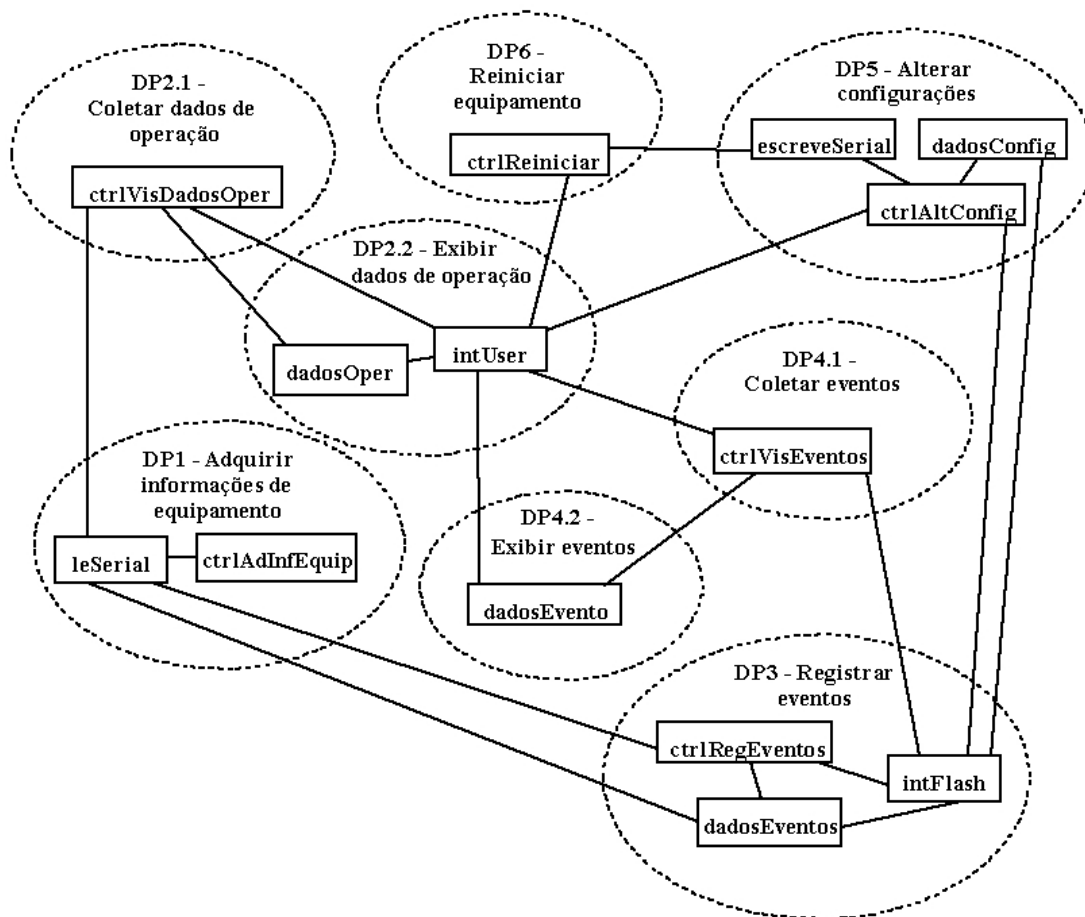 DP6 -
Reiniciar
equipamento
ctrlReiniciar
DP2.1 -
Coletar dados de
operação
ctrlVisDadosOper
DP5 - Alterar
configurações
escreveSerial
dadosConfig
ctrlAltConfig
DP2.2 - Exibir
dados de operação
intUser
dadosOper
DP4.1 -
Coletar eventos
ctrlVisEventos
DP1 - Adquirir
informações de
equipamento
leSerial
ctrlAdInfEquip
DP4.2 -
Exibir eventos
dadosEvento
DP3 - Registrar
eventos
ctrlRegEventos
intFlash
dadosEventos